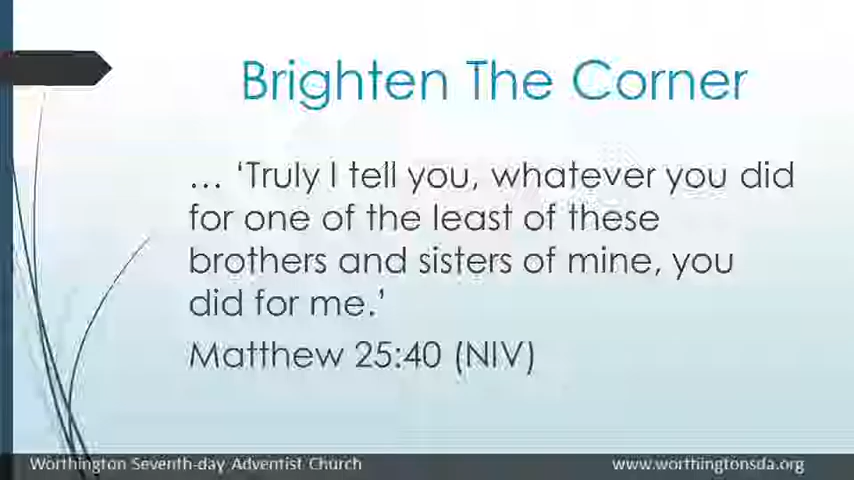 Brighten The Corner
… ‘Truly I tell you, whatever you did
for one of the least of these
brothers and sisters of mine, you
did for me.’
Matthew 25:40 (NIV)
Worthington Seventh-day Adventist Church
www.worthingtonsda.org